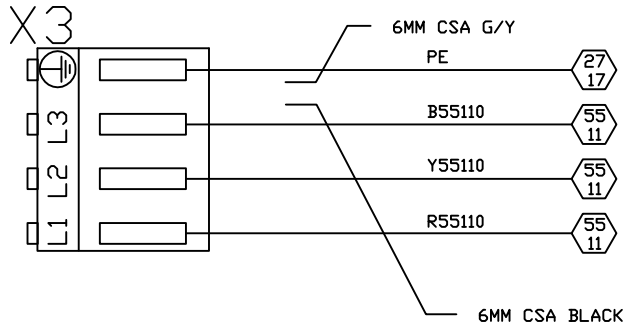 X3
6MM CSA G/Y
PE
27
17
L3
B55110
55
11
L2
Y55110
55
11
L1
R55110
55
11
6MM CSA BLACK